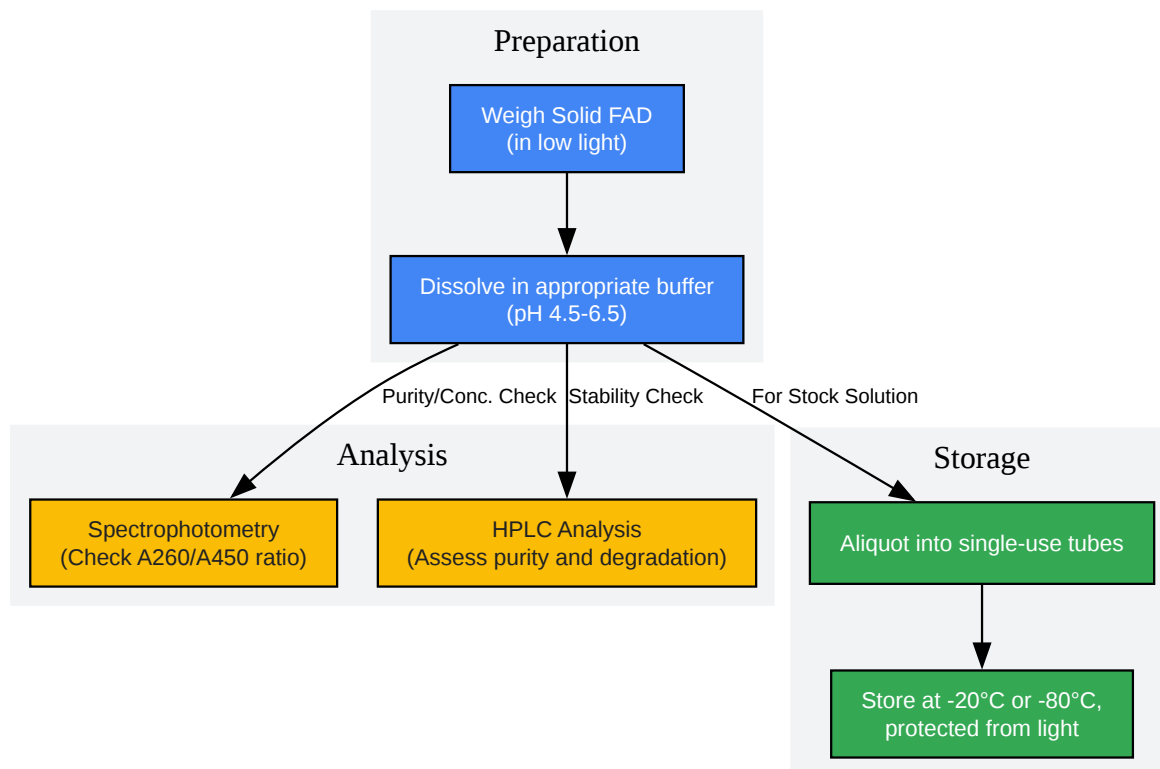 Preparation
Weigh Solid FAD
(in low light)
Dissolve in appropriate buffer
(pH 4.5-6.5)
Purity/Conc. Check
Stability Check
For Stock Solution
Analysis
Spectrophotometry
(Check A260/A450 ratio)
HPLC Analysis
(Assess purity and degradation)
Storage
Aliquot into single-use tubes
Store at -20°C or -80°C,
protected from light